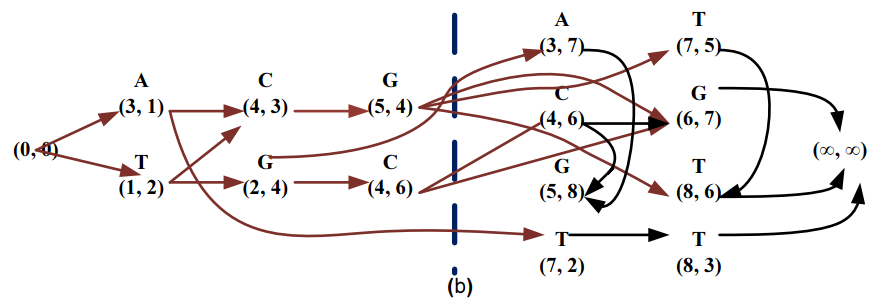 A T
(3, 7) (7, 5)
A C G
(3, 1) (4, 3) (5, 4)
C G
(4, 6) (6, 7)
(0, 0) (∞, ∞)
T G C
(1, 2) (2, 4) (4, 6)
G T
(5, 8) (8, 6)
T T
(7, 2) (8, 3)
(b)